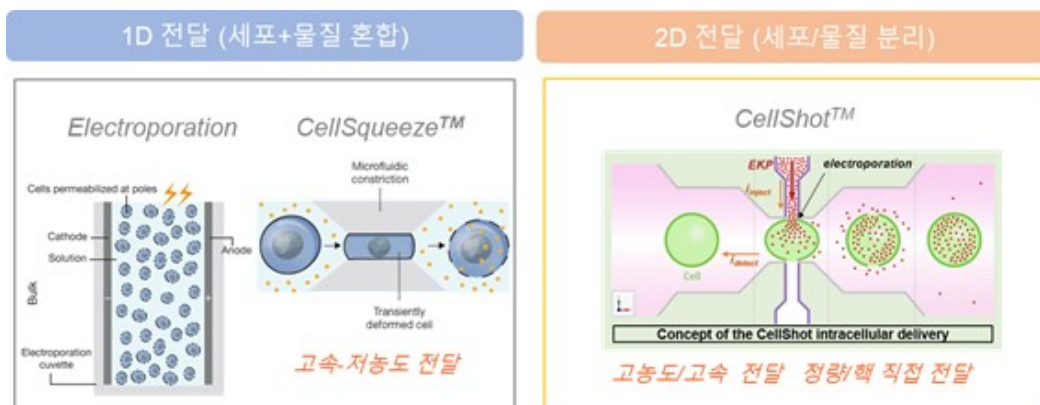 1D 전달 (세포+물질 혼합)
2D 전달 (세포/물질 분리)
Electroporation
Cells permeabilized at poles
Cathode
Solution
Anode
Bulk
Electroporation
cuvette
CellSqueeze™
Microfluidic
constriction
Transiently
deformed cell
고속-저농도 전달
CellShot™
EKP
electroporation
i inject
Cell
i detect
Concept of the CellShot intracellular delivery
고농도/고속 전달 정량/핵 직접 전달